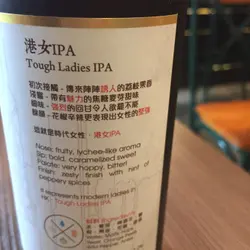 港女IPA
Tough Ladies IPA
初次接觸 - 傳來陣陣誘人的荔枝果香
淺嚐 - 帶有魅力的焦糖麥芽甜味
細味 - 強烈的回甘令人欲罷不能
餘味 - 花椒辛辣更表現出女性的堅強
這就是時代女性 - 港女IPA
Nose: fruity, lychee-like aroma
Sip: bold, caramelized sweet
Palate: very hoppy, bitter
Finish: zesty finish with hint of
peppery spices
It represents modern ladies in
HK: Tough Ladies IPA